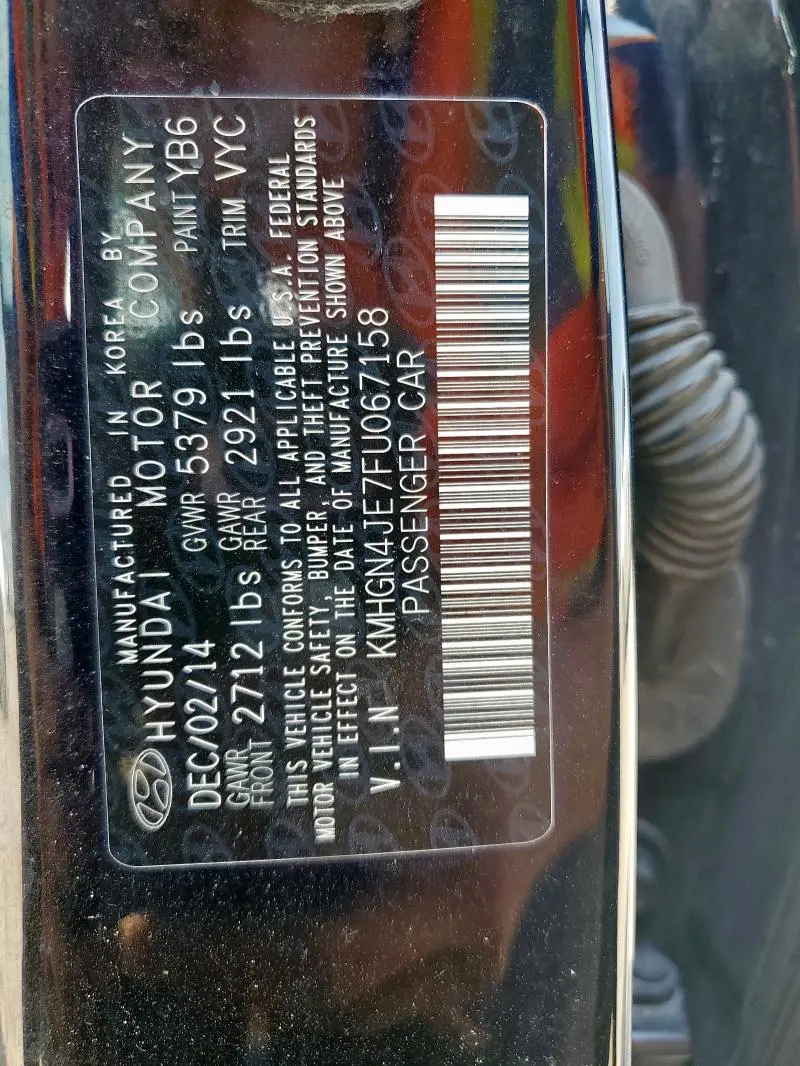 MANUFACTURED IN KOREA BY
HYUNDAI MOTOR COMPANY
DEC/02/14 GVWR 5379 lbs PAINT YB6
GAWR FRONT 2712 lbs GAWR REAR 2921 lbs TRIM VYC
THIS VEHICLE CONFORMS TO ALL APPLICABLE U.S.A. FEDERAL
MOTOR VEHICLE SAFETY, BUMPER, AND THEFT PREVENTION STANDARDS
IN EFFECT ON THE DATE OF MANUFACTURE SHOWN ABOVE
V.I.N KMHGN4JE7FU067158
PASSENGER CAR